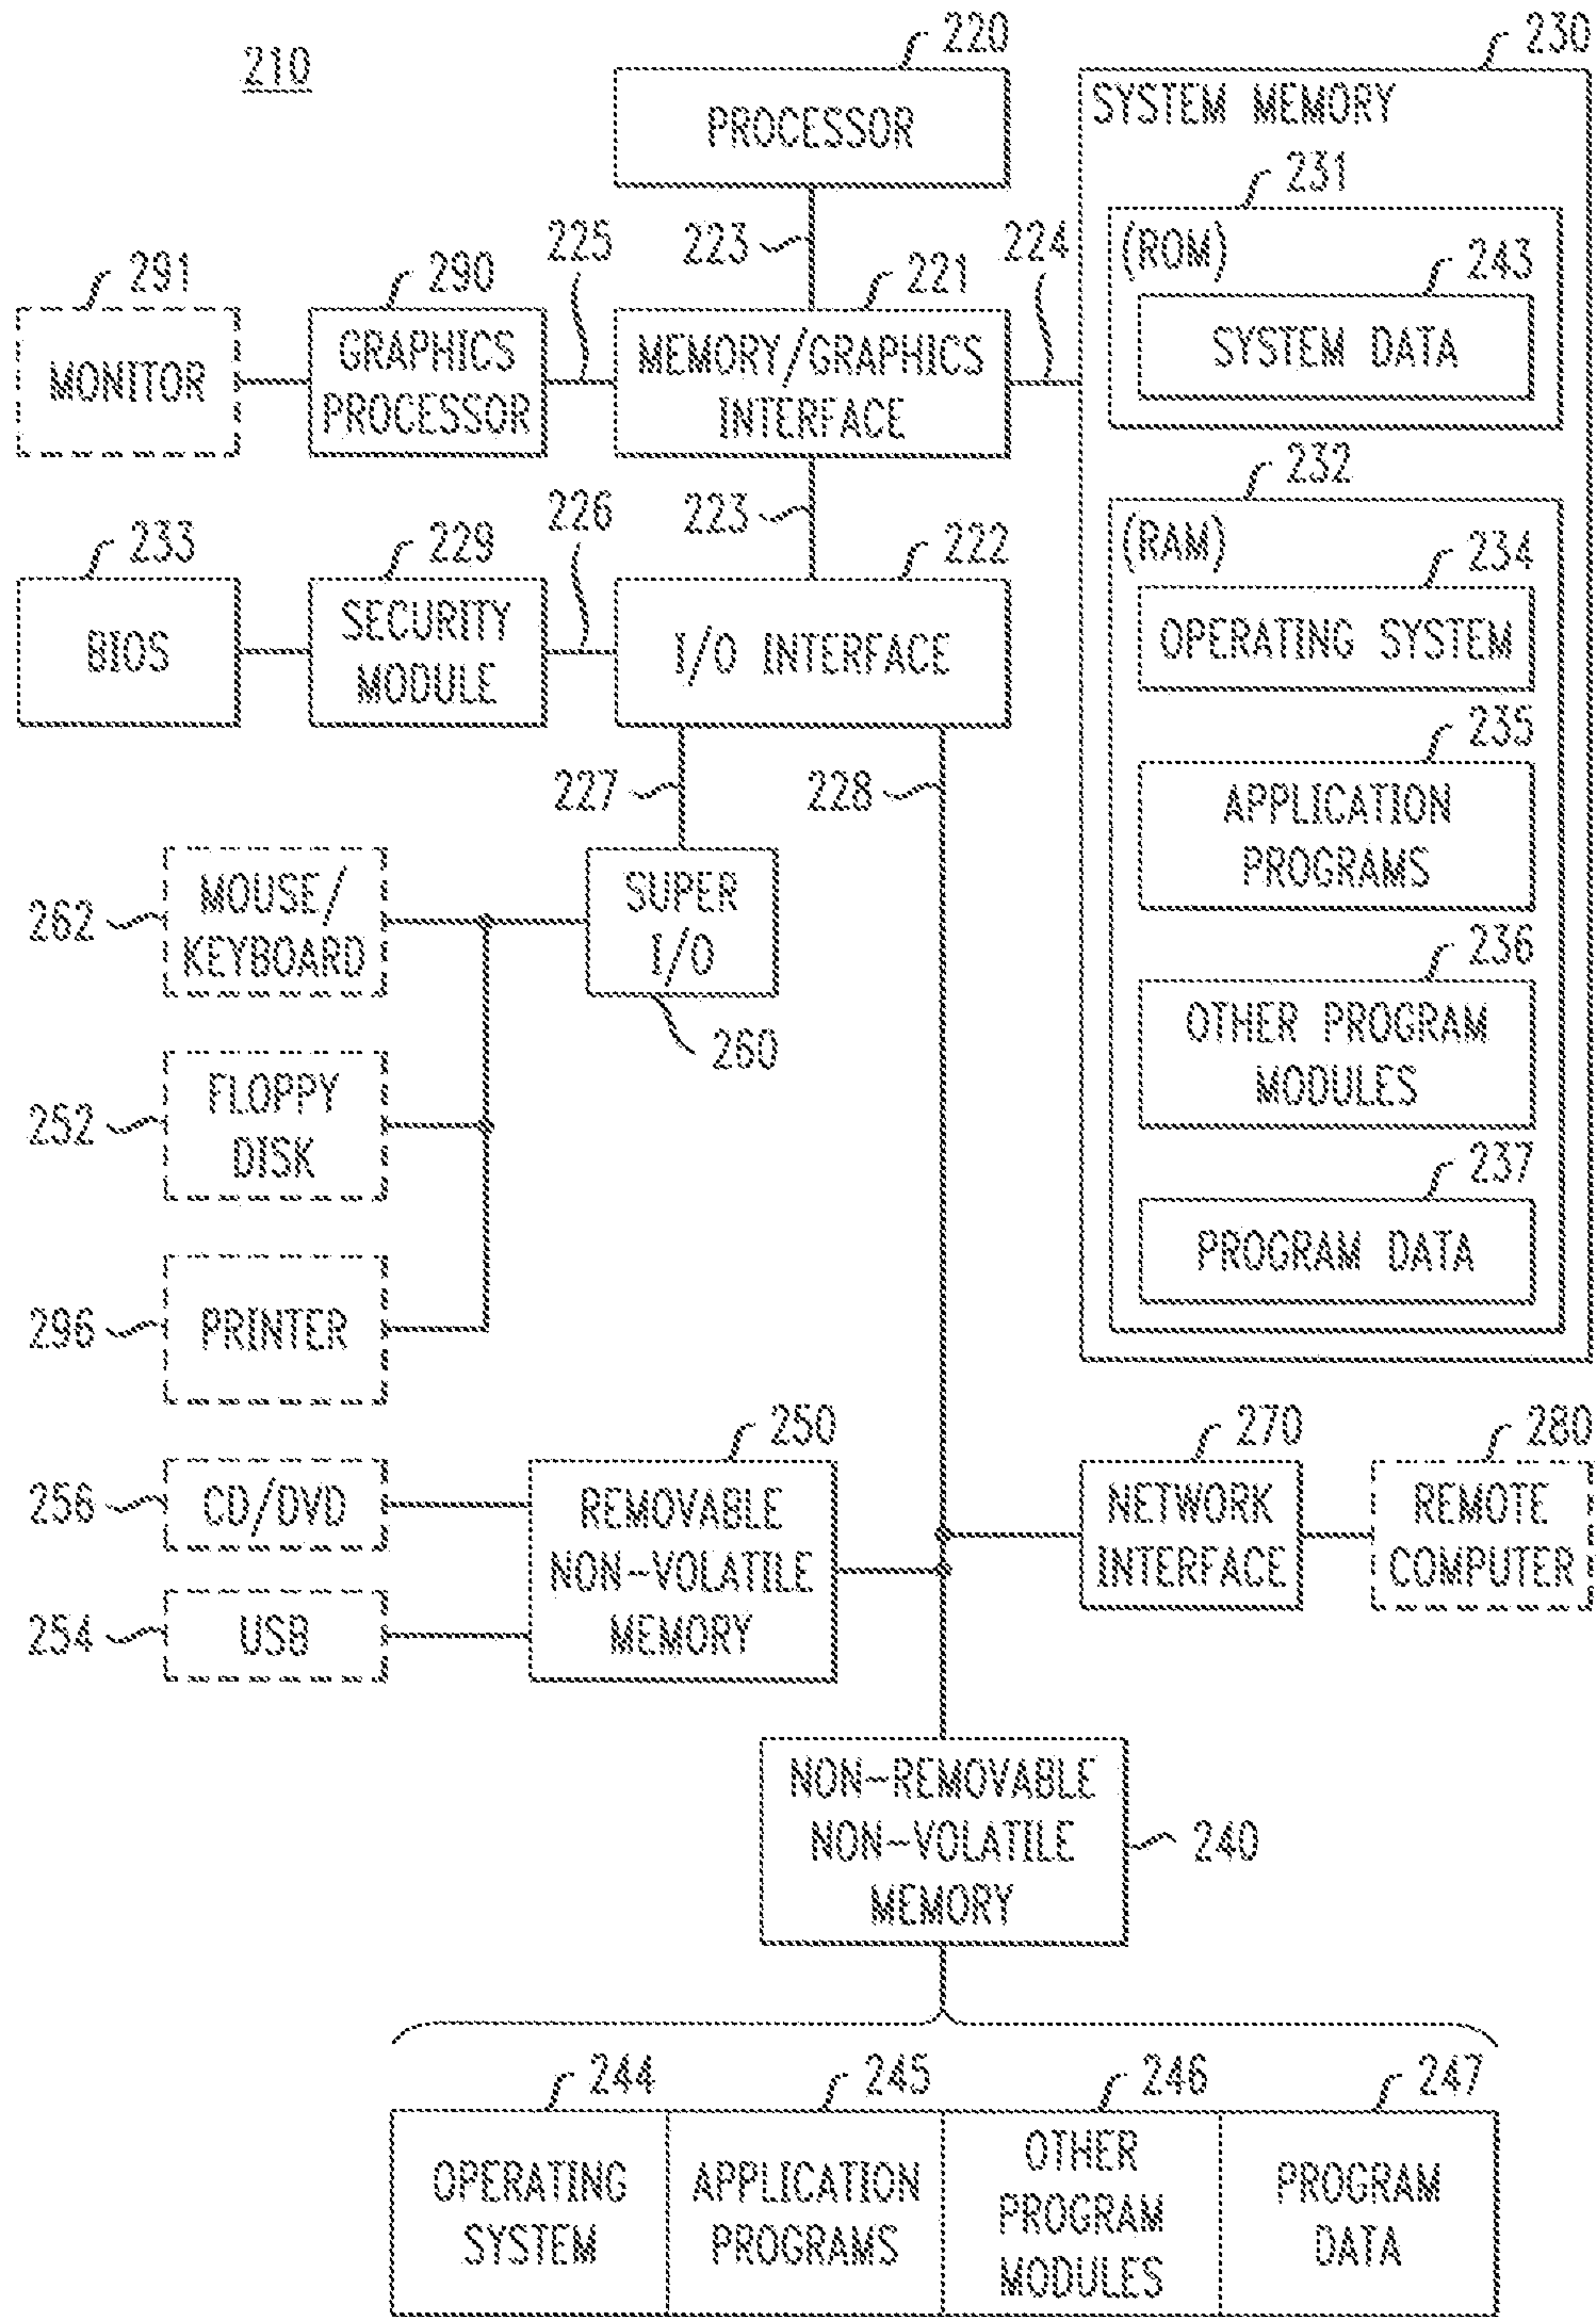 210
220
PROCESSOR
230
SYSTEM MEMORY
231
(ROM)
243
SYSTEM DATA
223
225
224
291
MONITOR
290
GRAPHICS
PROCESSOR
221
MEMORY/GRAPHICS
INTERFACE
223
226
232
(RAM)
234
OPERATING SYSTEM
235
APPLICATION
PROGRAMS
236
OTHER PROGRAM
MODULES
237
PROGRAM DATA
233
BIOS
229
SECURITY
MODULE
222
I/O INTERFACE
227
228
262
MOUSE/
KEYBOARD
SUPER
I/O
260
252
FLOPPY
DISK
296
PRINTER
250
REMOVABLE
NON-VOLATILE
MEMORY
256
CD/DVD
254
USB
270
NETWORK
INTERFACE
280
REMOTE
COMPUTER
NON-REMOVABLE
NON-VOLATILE
MEMORY
240
244
OPERATING
SYSTEM
245
APPLICATION
PROGRAMS
246
OTHER
PROGRAM
MODULES
247
PROGRAM
DATA